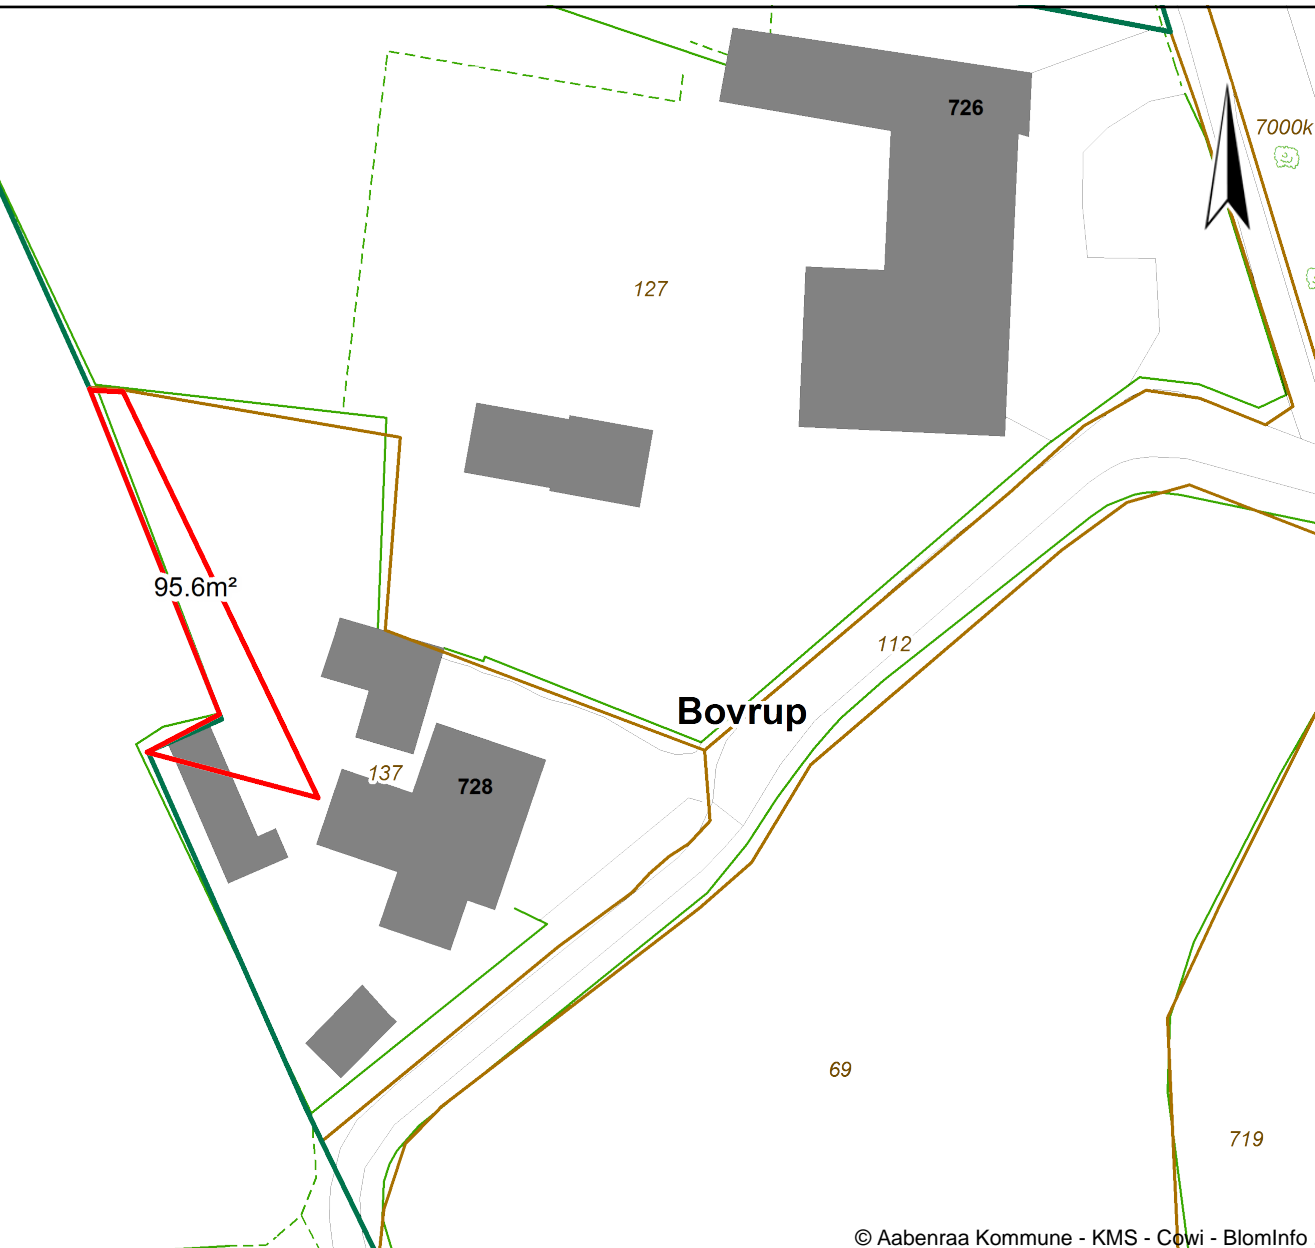 726
7000k
127
95.6m²
112
Bovrup
137
728
69
719
© Aabenraa Kommune - KMS - Cowi - BlomInfo